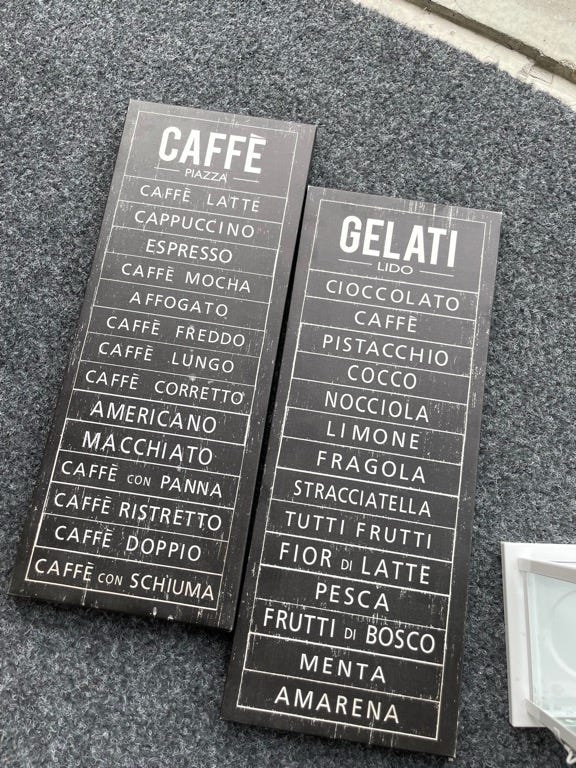 CAFFÈ
PIAZZA
CAFFÈ LATTE
CAPPUCCINO
ESPRESSO
CAFFÈ MOCHA
AFFOGATO
CAFFÈ FREDDO
CAFFÈ LUNGO
CAFFÈ CORRETTO
AMERICANO
MACCHIATO
CAFFÈ CON PANNA
CAFFÈ RISTRETTO
CAFFÈ DOPPIO
CAFFÈ CON SCHIUMA
GELATI
LIDO
CIOCCOLATO
CAFFÈ
PISTACCHIO
COCCO
NOCCIOLA
LIMONE
FRAGOLA
STRACCIATELLA
TUTTI FRUTTI
FIOR DI LATTE
PESCA
FRUTTI DI BOSCO
MENTA
AMARENA